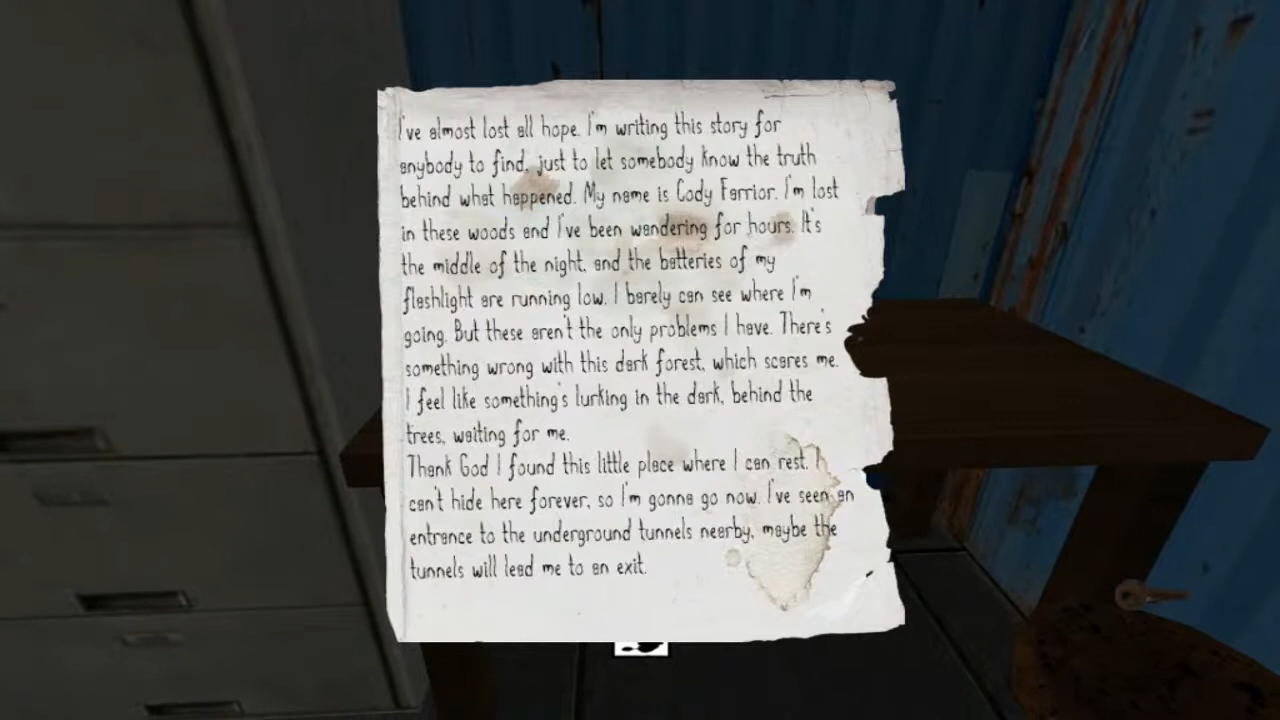 I've almost lost all hope. I'm writing this story for
anybody to find, just to let somebody know the truth
behind what happened. My name is Cody Farrior. I'm lost
in these woods and I've been wandering for hours. It's
the middle of the night, and the batteries of my
flashlight are running low. I barely can see where I'm
going. But these aren't the only problems I have. There's
something wrong with this dark forest, which scares me.
I feel like something's lurking in the dark, behind the
trees, waiting for me.
Thank God I found this little place where I can rest. I
can't hide here forever, so I'm gonna go now. I've seen an
entrance to the underground tunnels nearby, maybe the
tunnels will lead me to an exit.